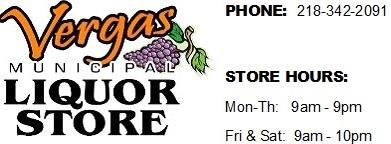 Vergas
MUNICIPAL
LIQUOR
STORE
PHONE: 218-342-2091
STORE HOURS:
Mon-Th: 9am - 9pm
Fri & Sat: 9am - 10pm